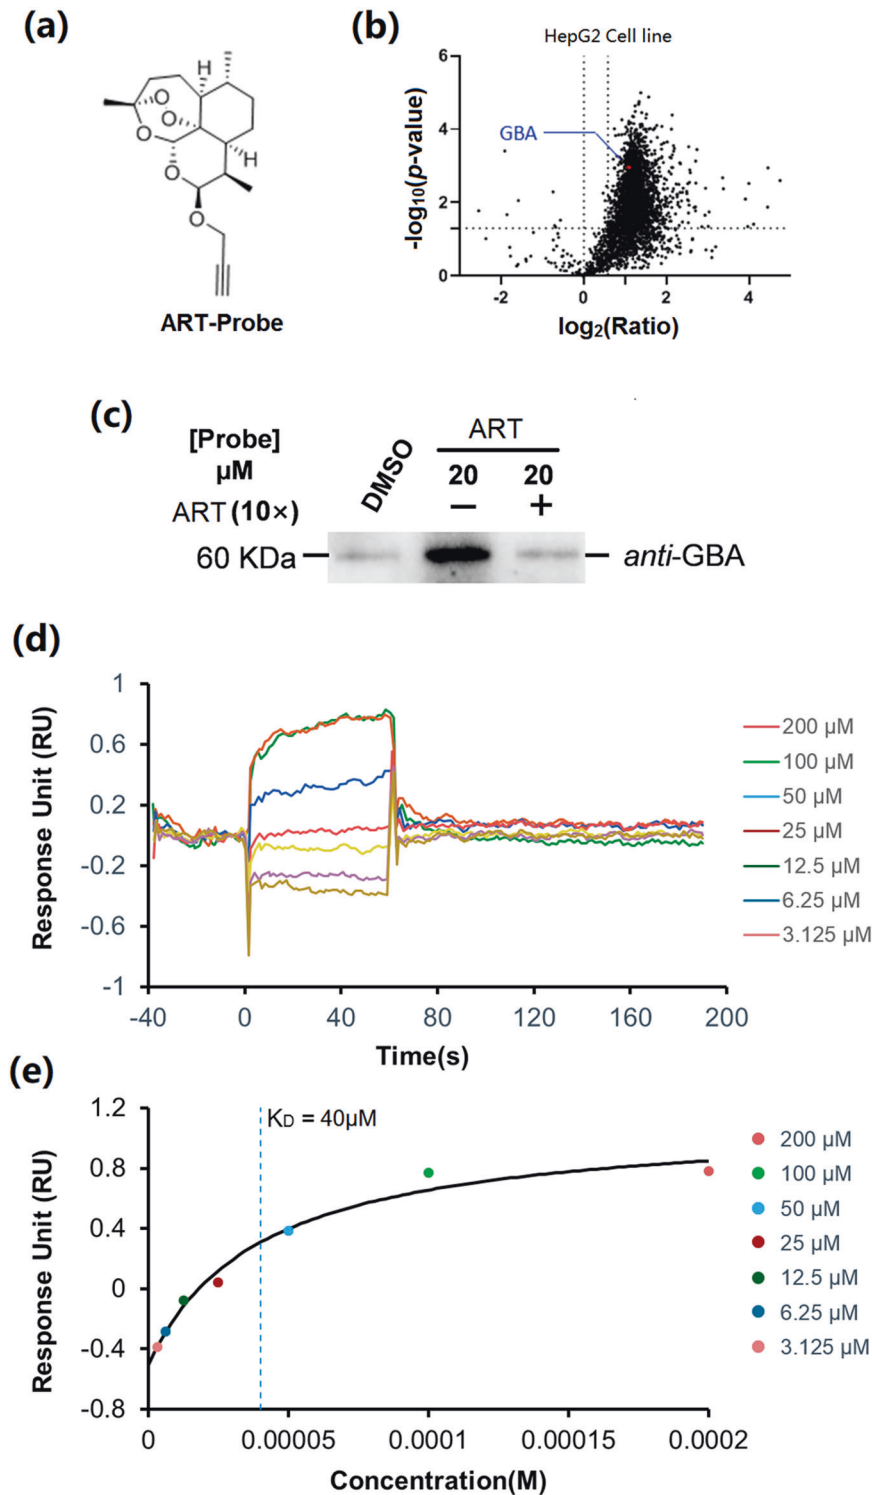 (a)
H
O
O
O
H
O
O
ART-Probe
(b)
HepG2 Cell line
6
4
2
0
GBA
-log10(p-value)
-2
0
2
4
log2(Ratio)
(c)
[Probe]
µM
ART (10×)
DMSO
ART
20
20
−
+
60 KDa
anti-GBA
(d)
1
0.6
0.2
-0.2
-0.6
-1
Response Unit (RU)
-40
0
40
80
120
160
200
Time(s)
200 µM
100 µM
50 µM
25 µM
12.5 µM
6.25 µM
3.125 µM
(e)
1.2
0.8
0.4
0
-0.4
-0.8
Response Unit (RU)
KD = 40µM
0
0.00005
0.0001
0.00015
0.0002
Concentration(M)
200 µM
100 µM
50 µM
25 µM
12.5 µM
6.25 µM
3.125 µM